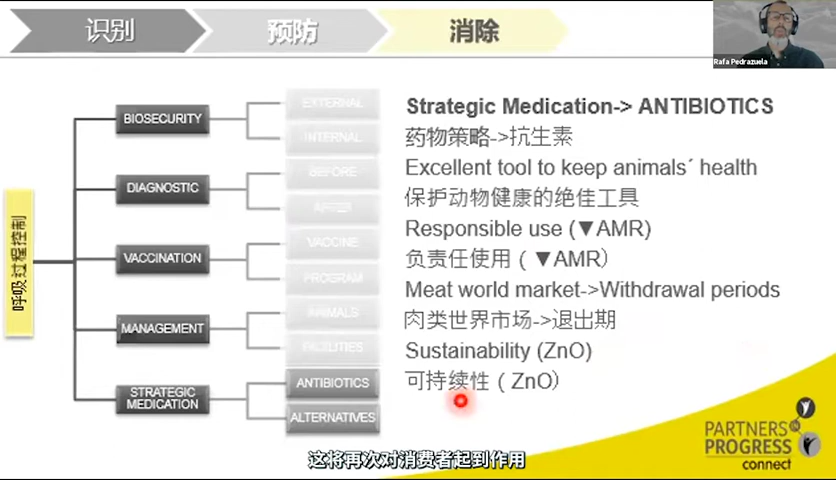 识别
预防
消除
Rafa Pedrazuela
呼吸过程控制
BIOSECURITY
EXTERNAL
INTERNAL
DIAGNOSTIC
BEFORE
AFTER
VACCINATION
VACCINE
PROGRAM
MANAGEMENT
ANIMALS
FACILITIES
STRATEGIC
MEDICATION
ANTIBIOTICS
ALTERNATIVES
Strategic Medication-> ANTIBIOTICS
药物策略->抗生素
Excellent tool to keep animals´ health
保护动物健康的绝佳工具
Responsible use (▼AMR)
负责任使用 ( ▼AMR)
Meat world market->Withdrawal periods
肉类世界市场->退出期
Sustainability (ZnO)
可持续性 ( ZnO)
PARTNERS IN
PROGRESS
connect
这将再次对消费者起到作用